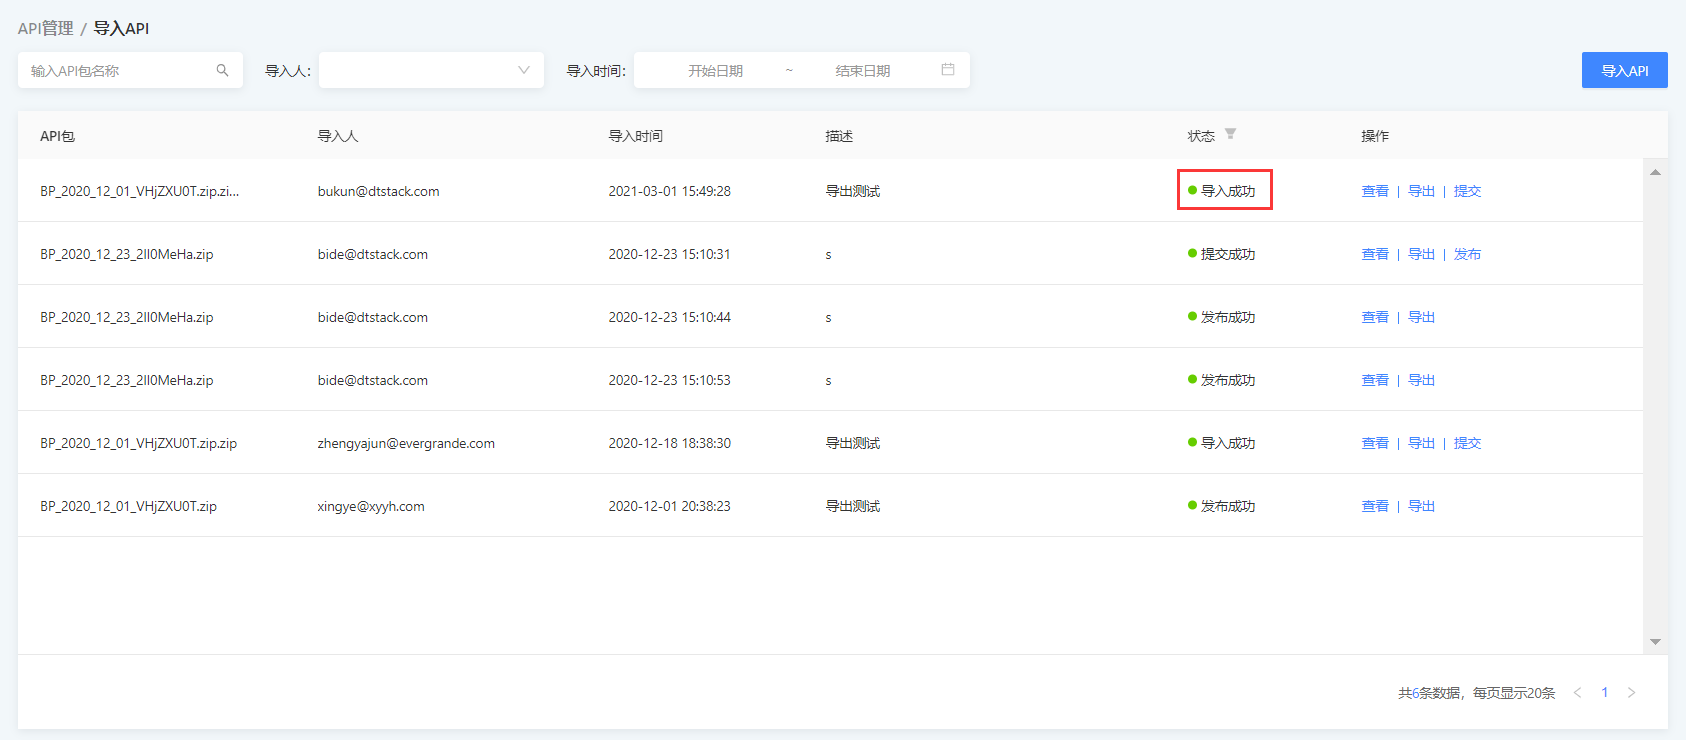 API管理 / 导入API
输入API包名称 导入人： 导入时间： 开始日期 ~ 结束日期 导入API
API包 导入人 导入时间 描述 状态 操作
BP_2020_12_01_VHjZXU0T.zip.zi... bukun@dtstack.com 2021-03-01 15:49:28 导出测试 导入成功 查看 | 导出 | 提交
BP_2020_12_23_2II0MeHa.zip bide@dtstack.com 2020-12-23 15:10:31 s 提交成功 查看 | 导出 | 发布
BP_2020_12_23_2II0MeHa.zip bide@dtstack.com 2020-12-23 15:10:44 s 发布成功 查看 | 导出
BP_2020_12_23_2II0MeHa.zip bide@dtstack.com 2020-12-23 15:10:53 s 发布成功 查看 | 导出
BP_2020_12_01_VHjZXU0T.zip.zip zhengyajun@evergrande.com 2020-12-18 18:38:30 导出测试 导入成功 查看 | 导出 | 提交
BP_2020_12_01_VHjZXU0T.zip xingye@xyyh.com 2020-12-01 20:38:23 导出测试 发布成功 查看 | 导出
共6条数据，每页显示20条 < 1 >